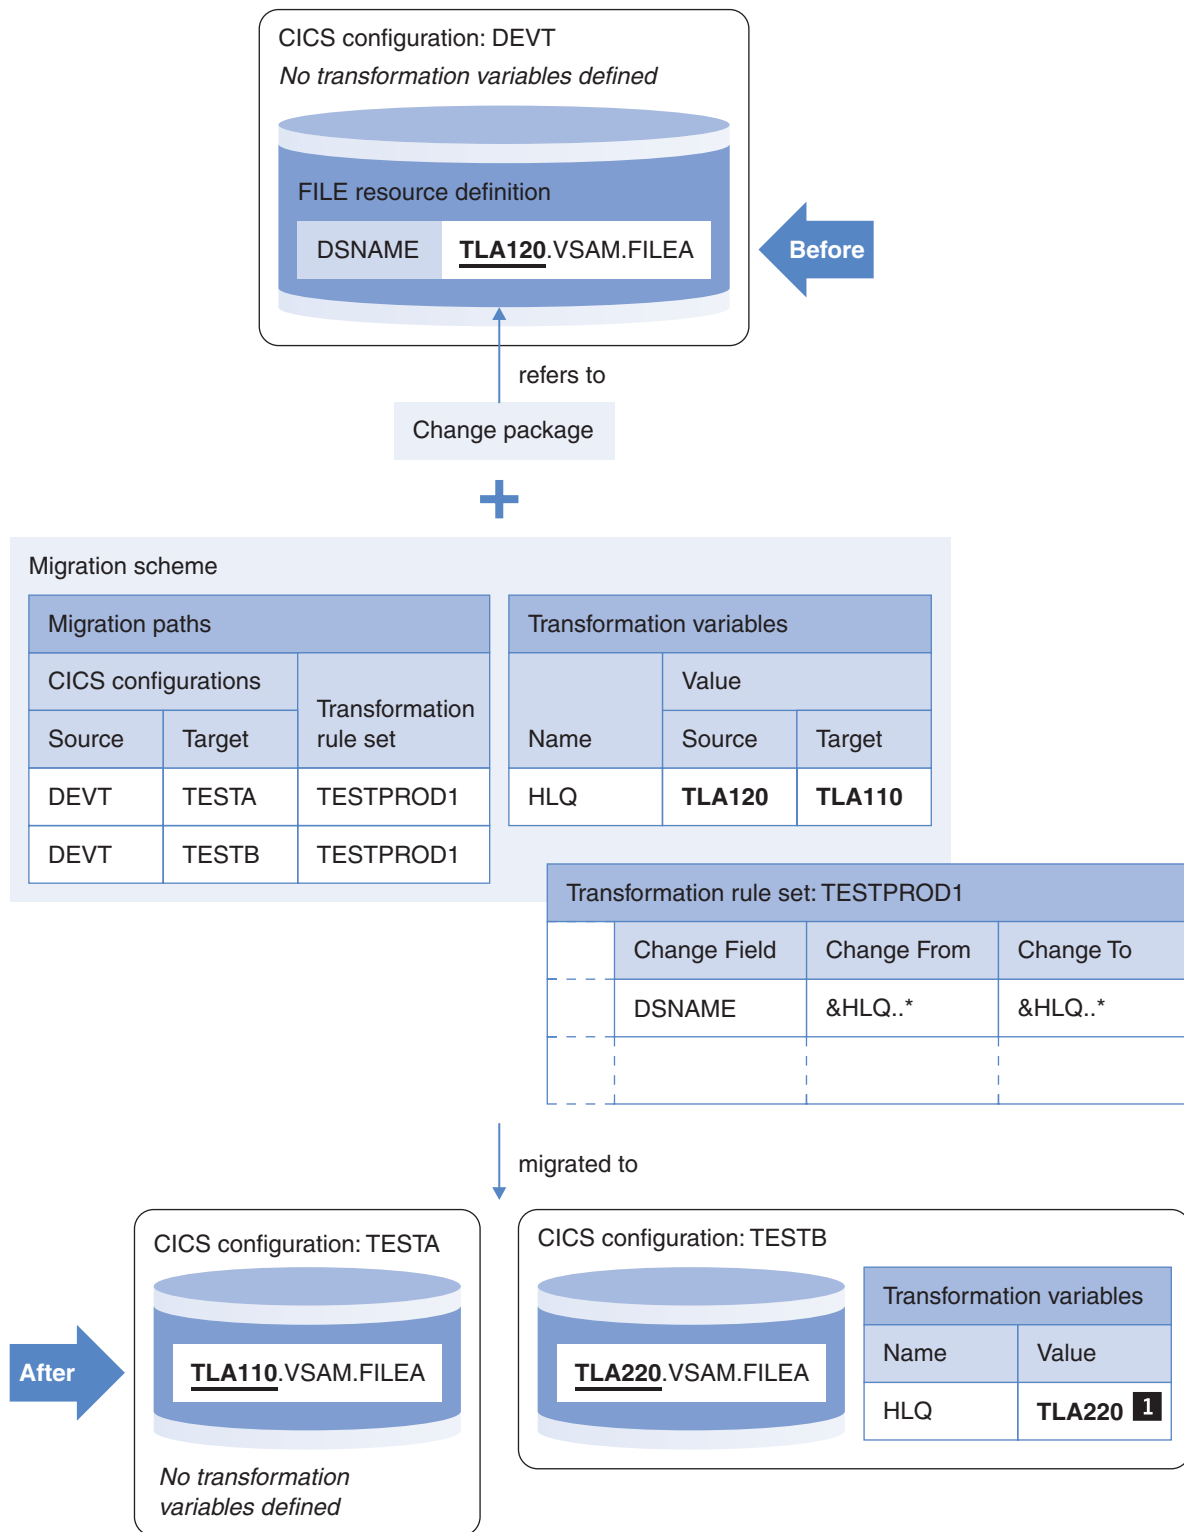 CICS configuration: DEVT
No transformation variables defined
FILE resource definition
DSNAME TLA120.VSAM.FILEA
Before
refers to
Change package
+
Migration scheme
Migration paths
CICS configurations
Transformation
rule set
Source Target
DEVT TESTA TESTPROD1
DEVT TESTB TESTPROD1
Transformation variables
Value
Name Source Target
HLQ TLA120 TLA110
Transformation rule set: TESTPROD1
Change Field Change From Change To
DSNAME &HLQ..* &HLQ..*
migrated to
After
CICS configuration: TESTA
TLA110.VSAM.FILEA
No transformation
variables defined
CICS configuration: TESTB
TLA220.VSAM.FILEA
Transformation variables
Name Value
HLQ TLA220 1